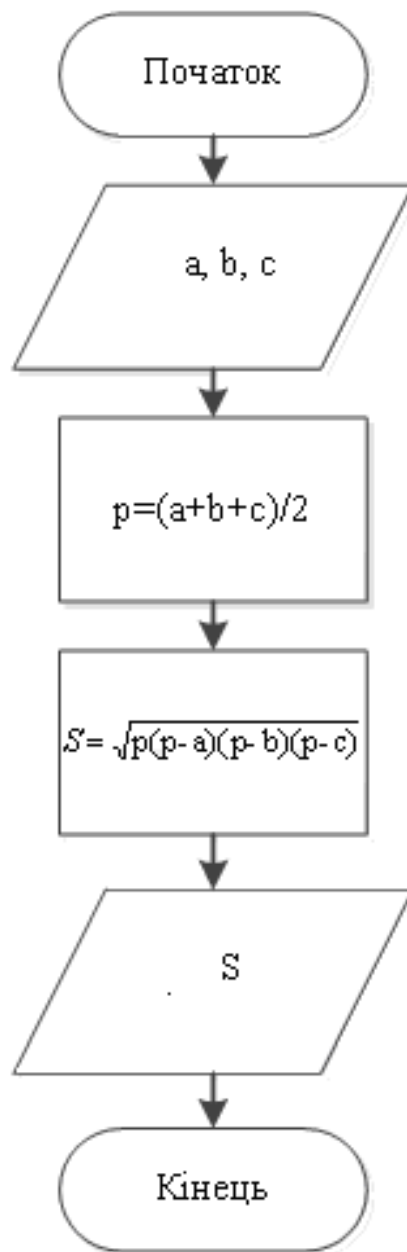 Початок
a, b, c
p=(a+b+c)/2
S= √p(p-a)(p-b)(p-c)
S
Кінець